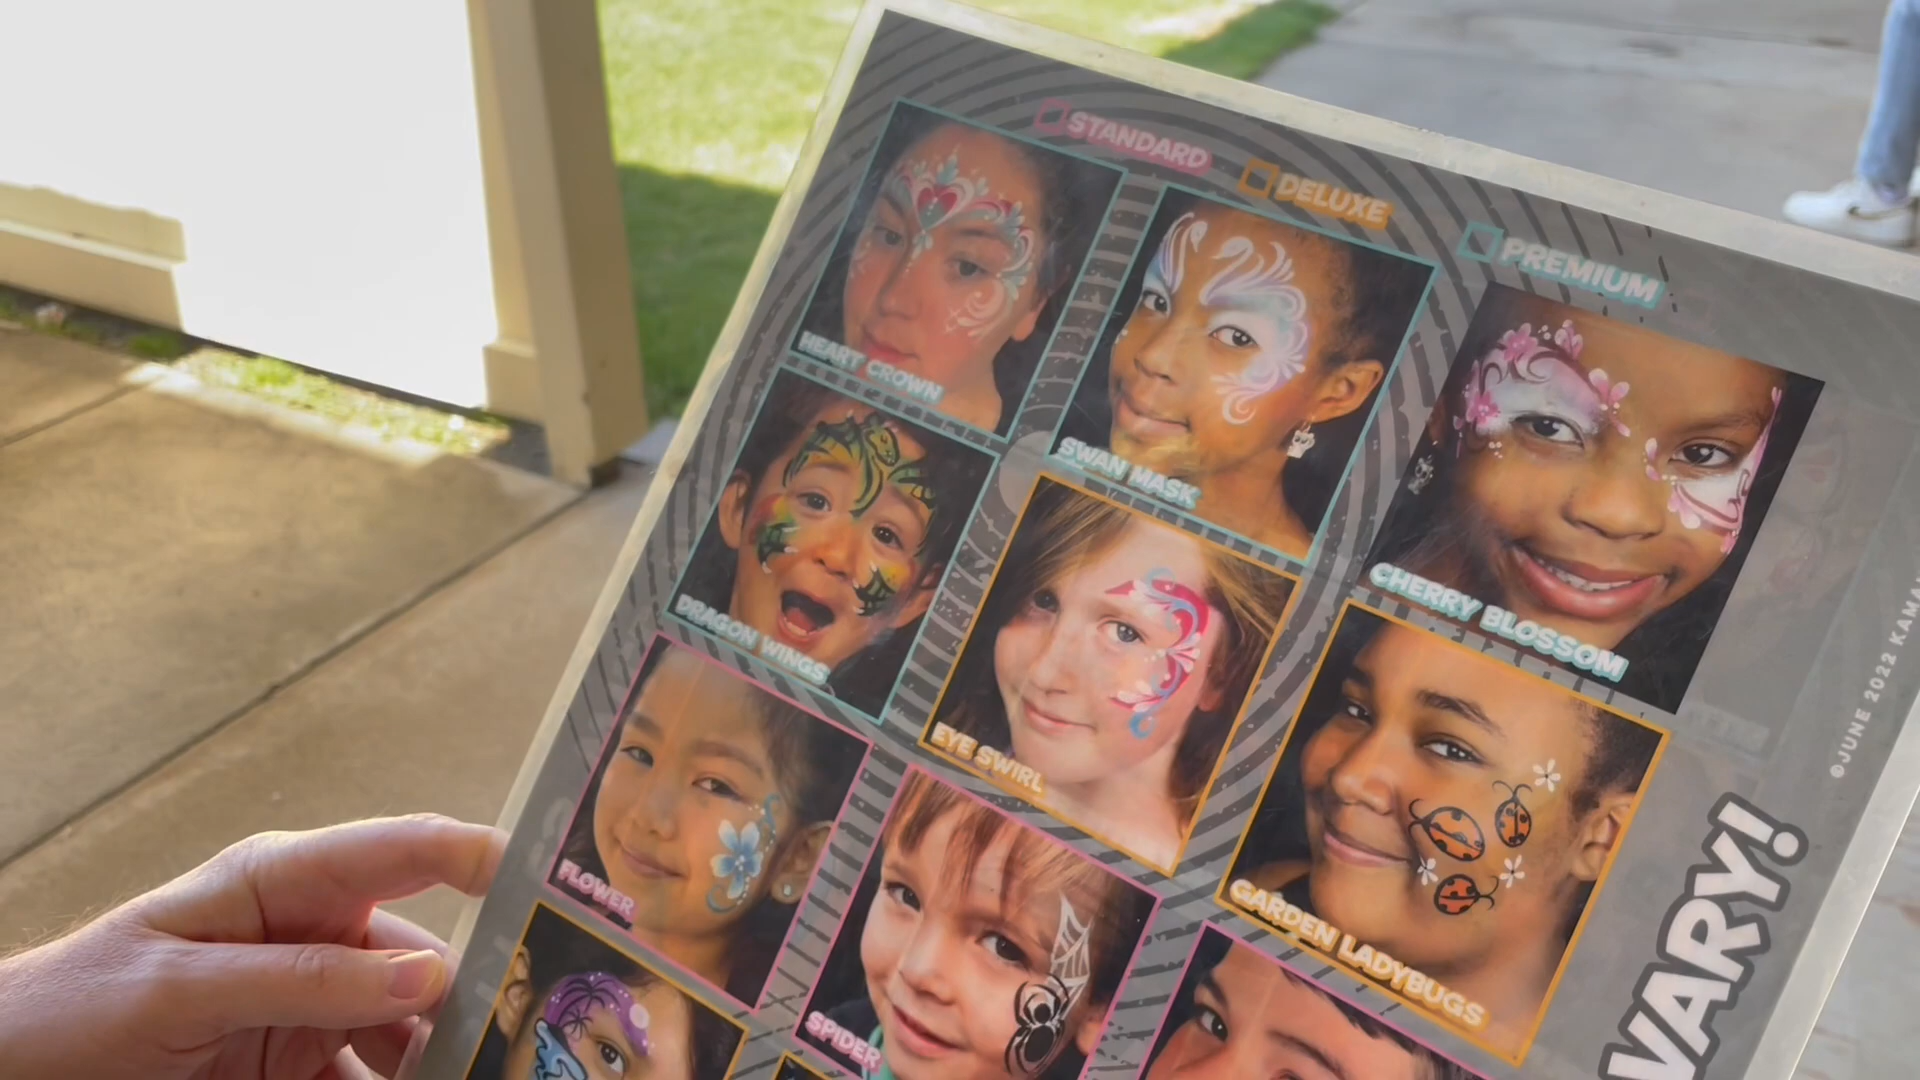 STANDARD
DELUXE
PREMIUM
HEART CROWN
SWAN MASK
CHERRY BLOSSOM
DRAGON WINGS
EYE SWIRL
GARDEN LADYBUGS
FLOWER
SPIDER
VARY!
©JUNE 2022 KAMA